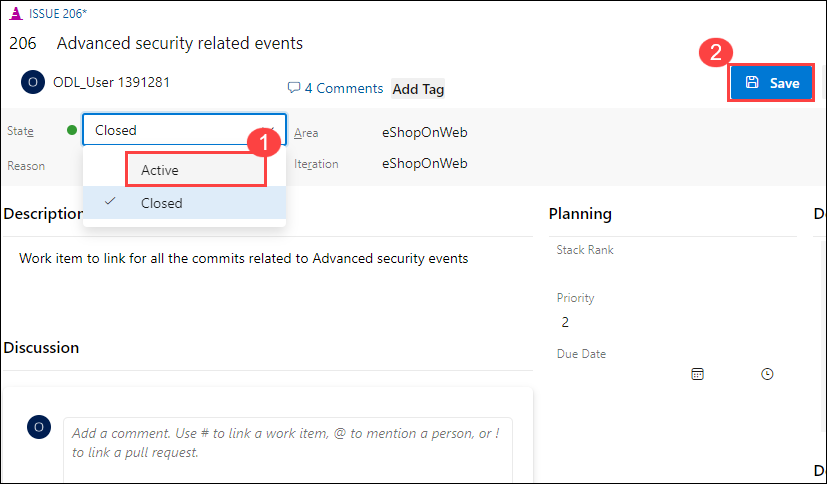 ISSUE 206*
206 Advanced security related events
2
O ODL_User 1391281 4 Comments Add Tag Save
State Closed 1 Area eShopOnWeb
Reason Active Iteration eShopOnWeb
Closed
Description Planning D
Work item to link for all the commits related to Advanced security events Stack Rank
Priority
2
Discussion Due Date
O Add a comment. Use # to link a work item, @ to mention a person, or !
to link a pull request.
D